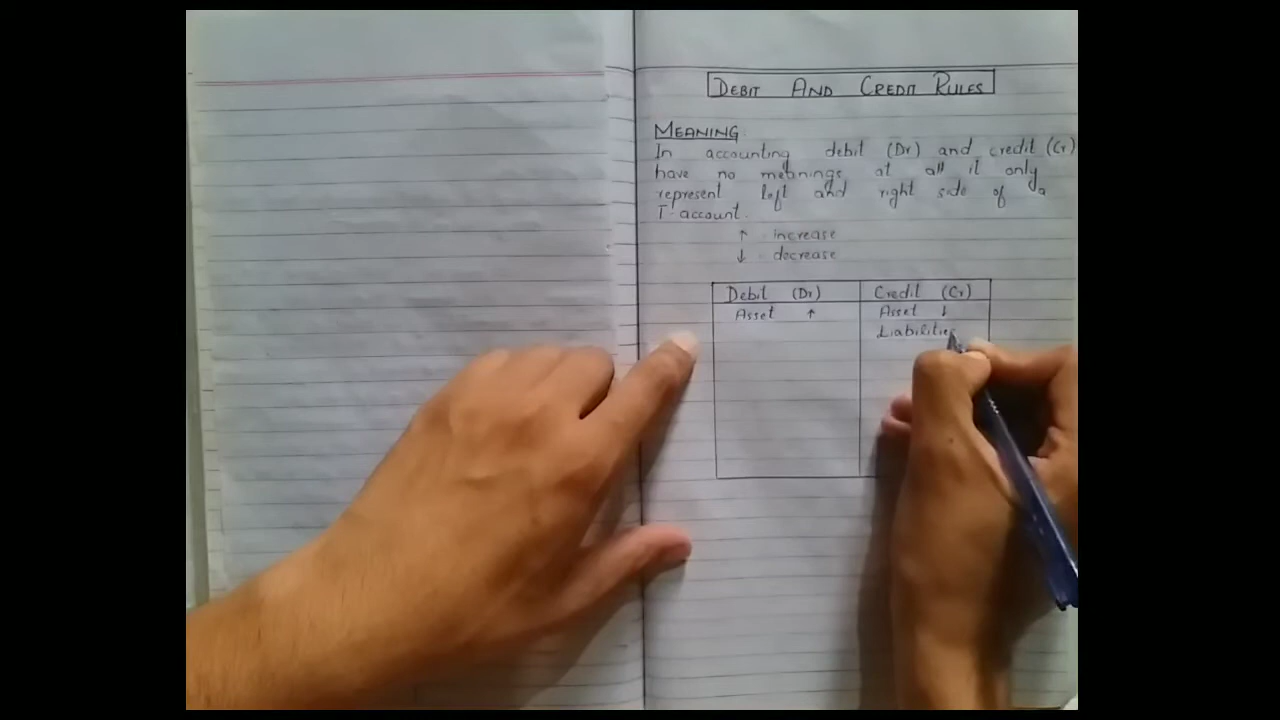 DEBIT AND CREDIT RULES
MEANING:
In accounting debit (Dr) and credit (Cr)
have no meanings at all it only
represent left and right side of a
T-account.
↑ increase
↓ decrease
Debit (Dr) Credit (Cr)
Asset ↑ Asset ↓
Liabilities